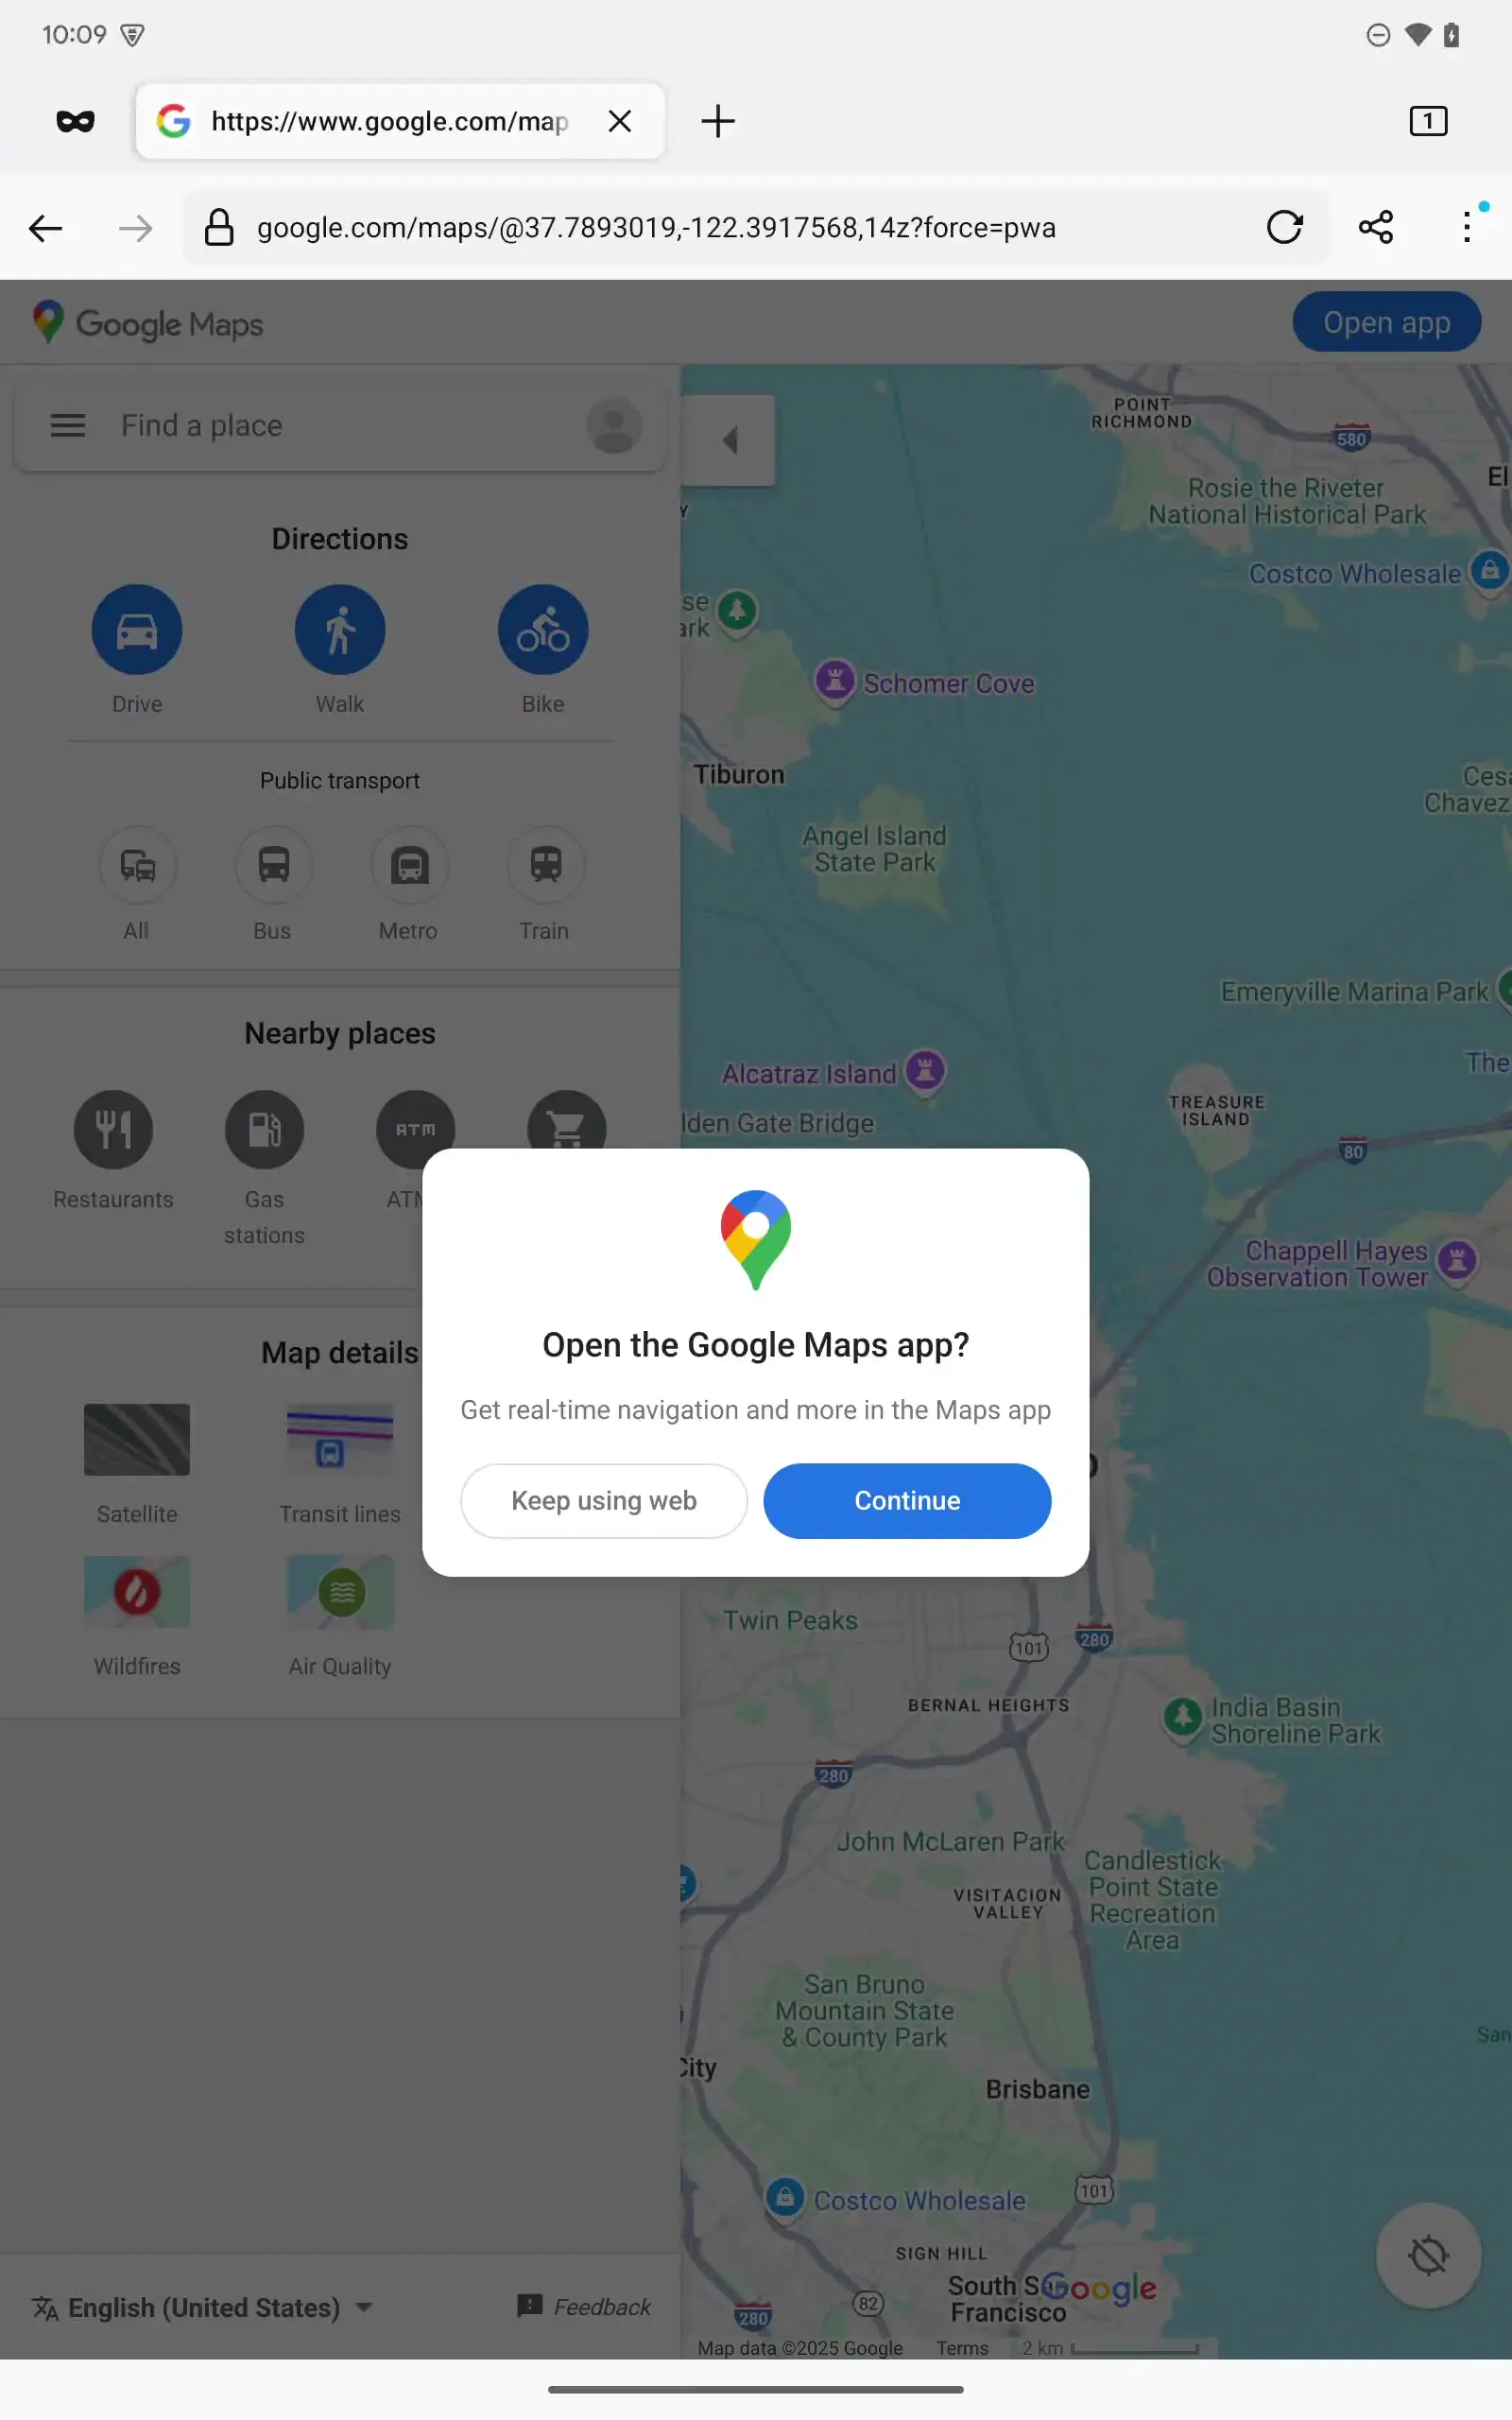 10:09
https://www.google.com/map
1
google.com/maps/@37.7893019,-122.3917568,14z?force=pwa
Google Maps
Open app
Find a place
Directions
Drive
Walk
Bike
Public transport
All
Bus
Metro
Train
Nearby places
Restaurants
Gas
stations
ATM
Map details
Satellite
Transit lines
Wildfires
Air Quality
English (United States)
Feedback
Open the Google Maps app?
Get real-time navigation and more in the Maps app
Keep using web
Continue
POINT
RICHMOND
580
El
Rosie the Riveter
National Historical Park
Costco Wholesale
Y
se
ark
Schomer Cove
Tiburon
Cesa
Chavez
Angel Island
State Park
Emeryville Marina Park
The
Alcatraz Island
TREASURE
ISLAND
lden Gate Bridge
80
Chappell Hayes
Observation Tower
Twin Peaks
101
280
BERNAL HEIGHTS
India Basin
Shoreline Park
280
John McLaren Park
Candlestick
Point State
Recreation
Area
VISITACION
VALLEY
San Bruno
Mountain State
& County Park
San
City
Brisbane
101
Costco Wholesale
SIGN HILL
South S
Francisco
Google
82
280
Map data ©2025 Google
Terms
2 km